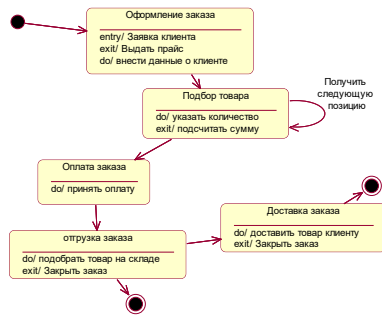 Оформление заказа
entry/ Заявка клиента
exit/ Выдать прайс
do/ внести данные о клиенте
Подбор товара
do/ указать количество
exit/ подсчитать сумму
Получить
следующую
позицию
Оплата заказа
do/ принять оплату
отгрузка заказа
do/ подобрать товар на складе
exit/ Закрыть заказ
Доставка заказа
do/ доставить товар клиенту
exit/ Закрыть заказ